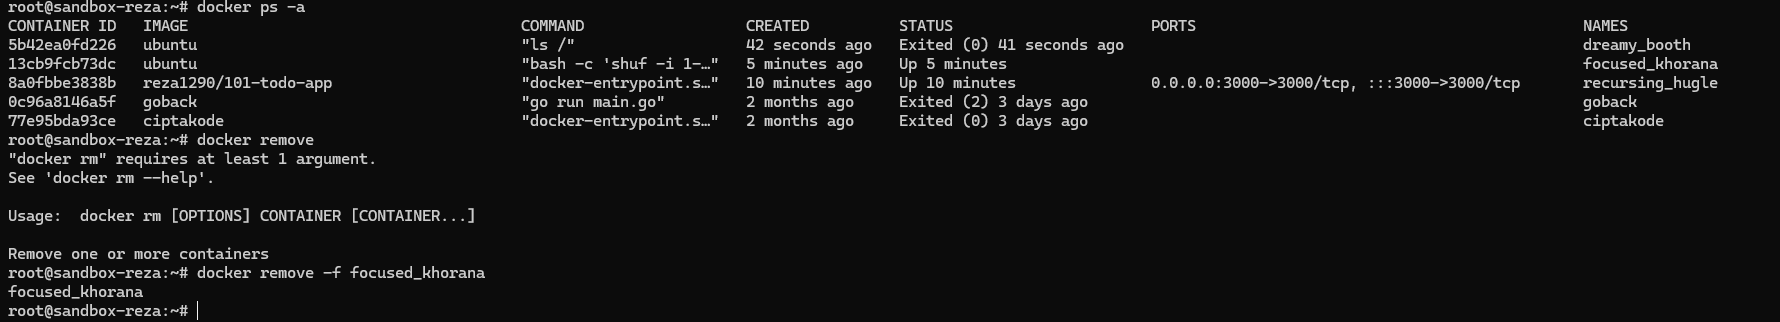 root@sandbox-reza:~# docker ps -a
CONTAINER ID   IMAGE                                     COMMAND                  CREATED          STATUS                      PORTS                                           NAMES
5b42ea0fd226   ubuntu                                    "ls /"                   42 seconds ago   Exited (0) 41 seconds ago                                                   dreamy_booth
13cb9fcb73dc   ubuntu                                    "bash -c 'shuf -i 1-…"   5 minutes ago    Up 5 minutes                                                                focused_khorana
8a0fbbe3838b   reza1290/101-todo-app                     "docker-entrypoint.s…"   10 minutes ago   Up 10 minutes               0.0.0.0:3000->3000/tcp, :::3000->3000/tcp       recursing_hugle
0c96a8146a5f   goback                                    "go run main.go"         2 months ago     Exited (2) 3 days ago                                                       goback
77e95bda93ce   ciptakode                                 "docker-entrypoint.s…"   2 months ago     Exited (0) 3 days ago                                                       ciptakode
root@sandbox-reza:~# docker remove
"docker rm" requires at least 1 argument.
See 'docker rm --help'.
Usage:  docker rm [OPTIONS] CONTAINER [CONTAINER...]
Remove one or more containers
root@sandbox-reza:~# docker remove -f focused_khorana
focused_khorana
root@sandbox-reza:~#